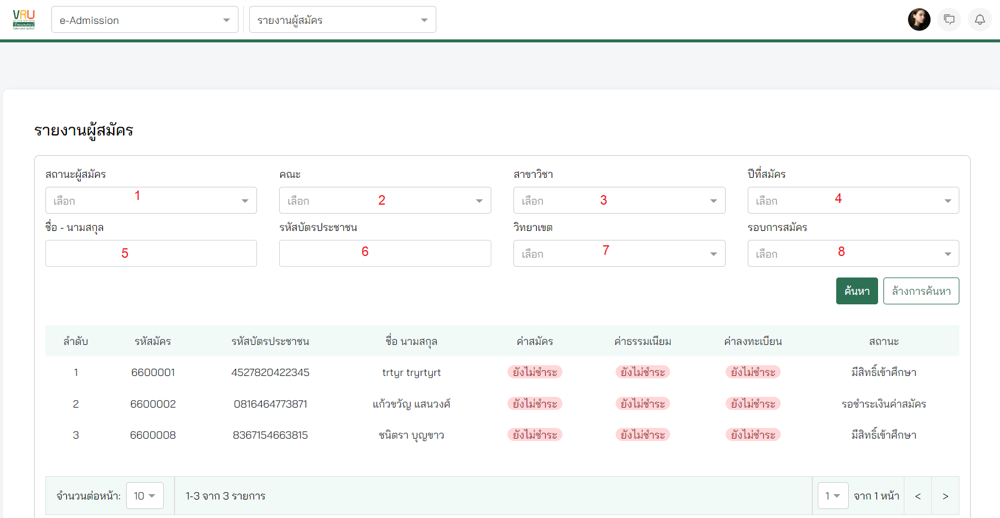 VRU
e-Admission
รายงานผู้สมัคร
รายงานผู้สมัคร
สถานะผู้สมัคร คณะ สาขาวิชา ปีที่สมัคร
เลือก 1 เลือก 2 เลือก 3 เลือก 4
ชื่อ - นามสกุล รหัสบัตรประชาชน วิทยาเขต รอบการสมัคร
5 6 เลือก 7 เลือก 8
ค้นหา ล้างการค้นหา
ลำดับ รหัสมัคร รหัสบัตรประชาชน ชื่อ นามสกุล ค่าสมัคร ค่าธรรมเนียม ค่าลงทะเบียน สถานะ
1 6600001 4527820422345 trtyr tryrtyrt ยังไม่ชำระ ยังไม่ชำระ ยังไม่ชำระ มีสิทธิ์เข้าศึกษา
2 6600002 0816464773871 แก้วขวัญ แสนวงศ์ ยังไม่ชำระ ยังไม่ชำระ ยังไม่ชำระ รอชำระเงินค่าสมัคร
3 6600008 8367154663815 ชนิตรา บุญขาว ยังไม่ชำระ ยังไม่ชำระ ยังไม่ชำระ มีสิทธิ์เข้าศึกษา
จำนวนต่อหน้า: 10 1-3 จาก 3 รายการ 1 จาก 1 หน้า < >